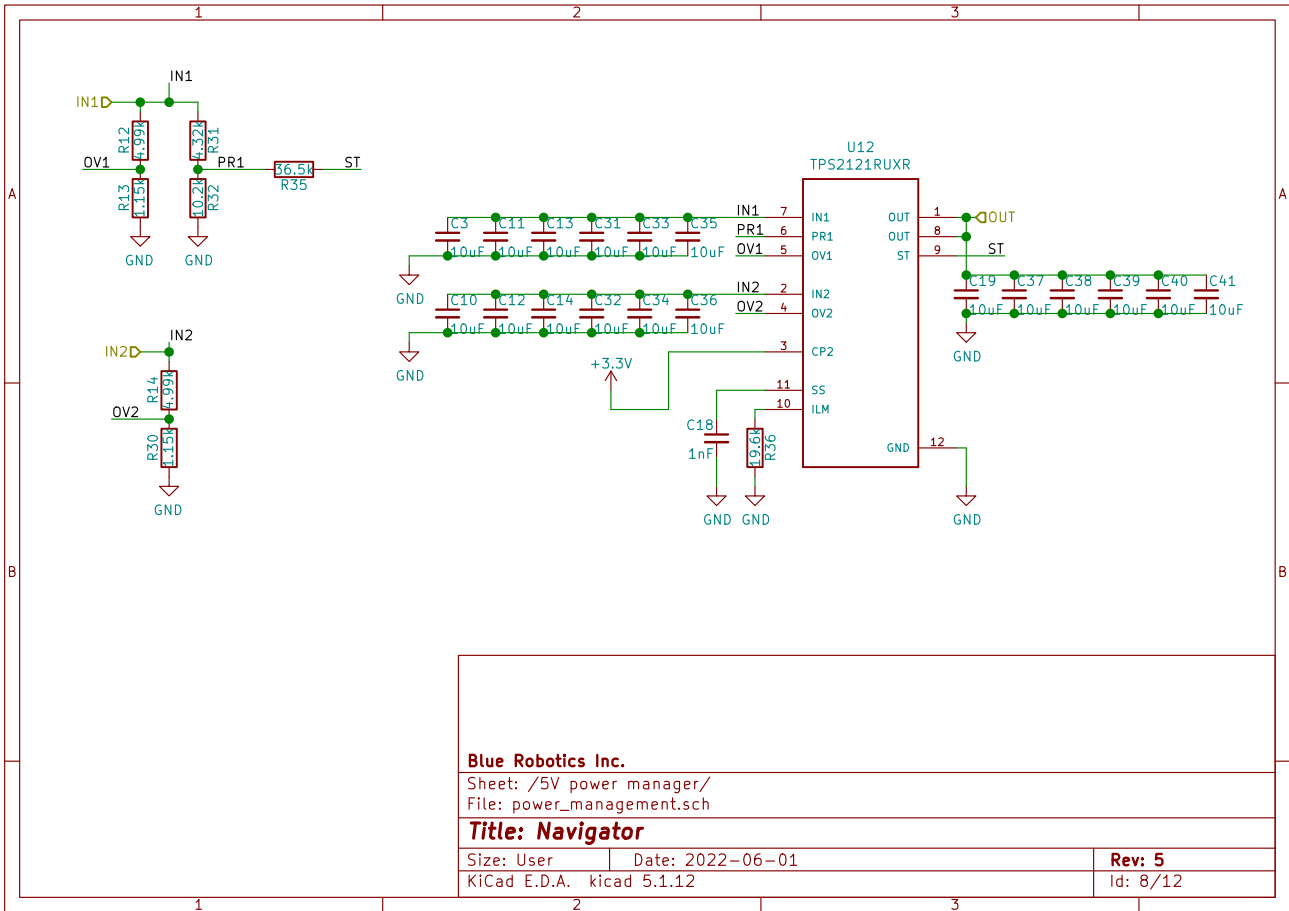 1 2 3
A A
B B
1 2 3
IN1
IN1
R12 4.99k
4.32k R31
OV1
PR1
36.5k
R35
ST
R13 1.15k
10.2k R32
GND GND
IN2
IN2
R14 4.99k
OV2
R30 1.15k
GND
C3 C11 C13 C31 C33 C35
10uF 10uF 10uF 10uF 10uF 10uF
GND
C10 C12 C14 C32 C34 C36
10uF 10uF 10uF 10uF 10uF 10uF
GND
+3.3V
U12
TPS2121RUXR
IN1 7 IN1 OUT 1 OUT
PR1 6 PR1 OUT 8
OV1 5 OV1 ST 9 ST
IN2 2 IN2
OV2 4 OV2
3 CP2
11 SS
10 ILM
GND 12
C18
1nF
19.6k R36
GND GND
C19 C37 C38 C39 C40 C41
10uF 10uF 10uF 10uF 10uF 10uF
GND
GND
Blue Robotics Inc.
Sheet: /5V power manager/
File: power_management.sch
Title: Navigator
Size: User Date: 2022-06-01 Rev: 5
KiCad E.D.A. kicad 5.1.12 Id: 8/12